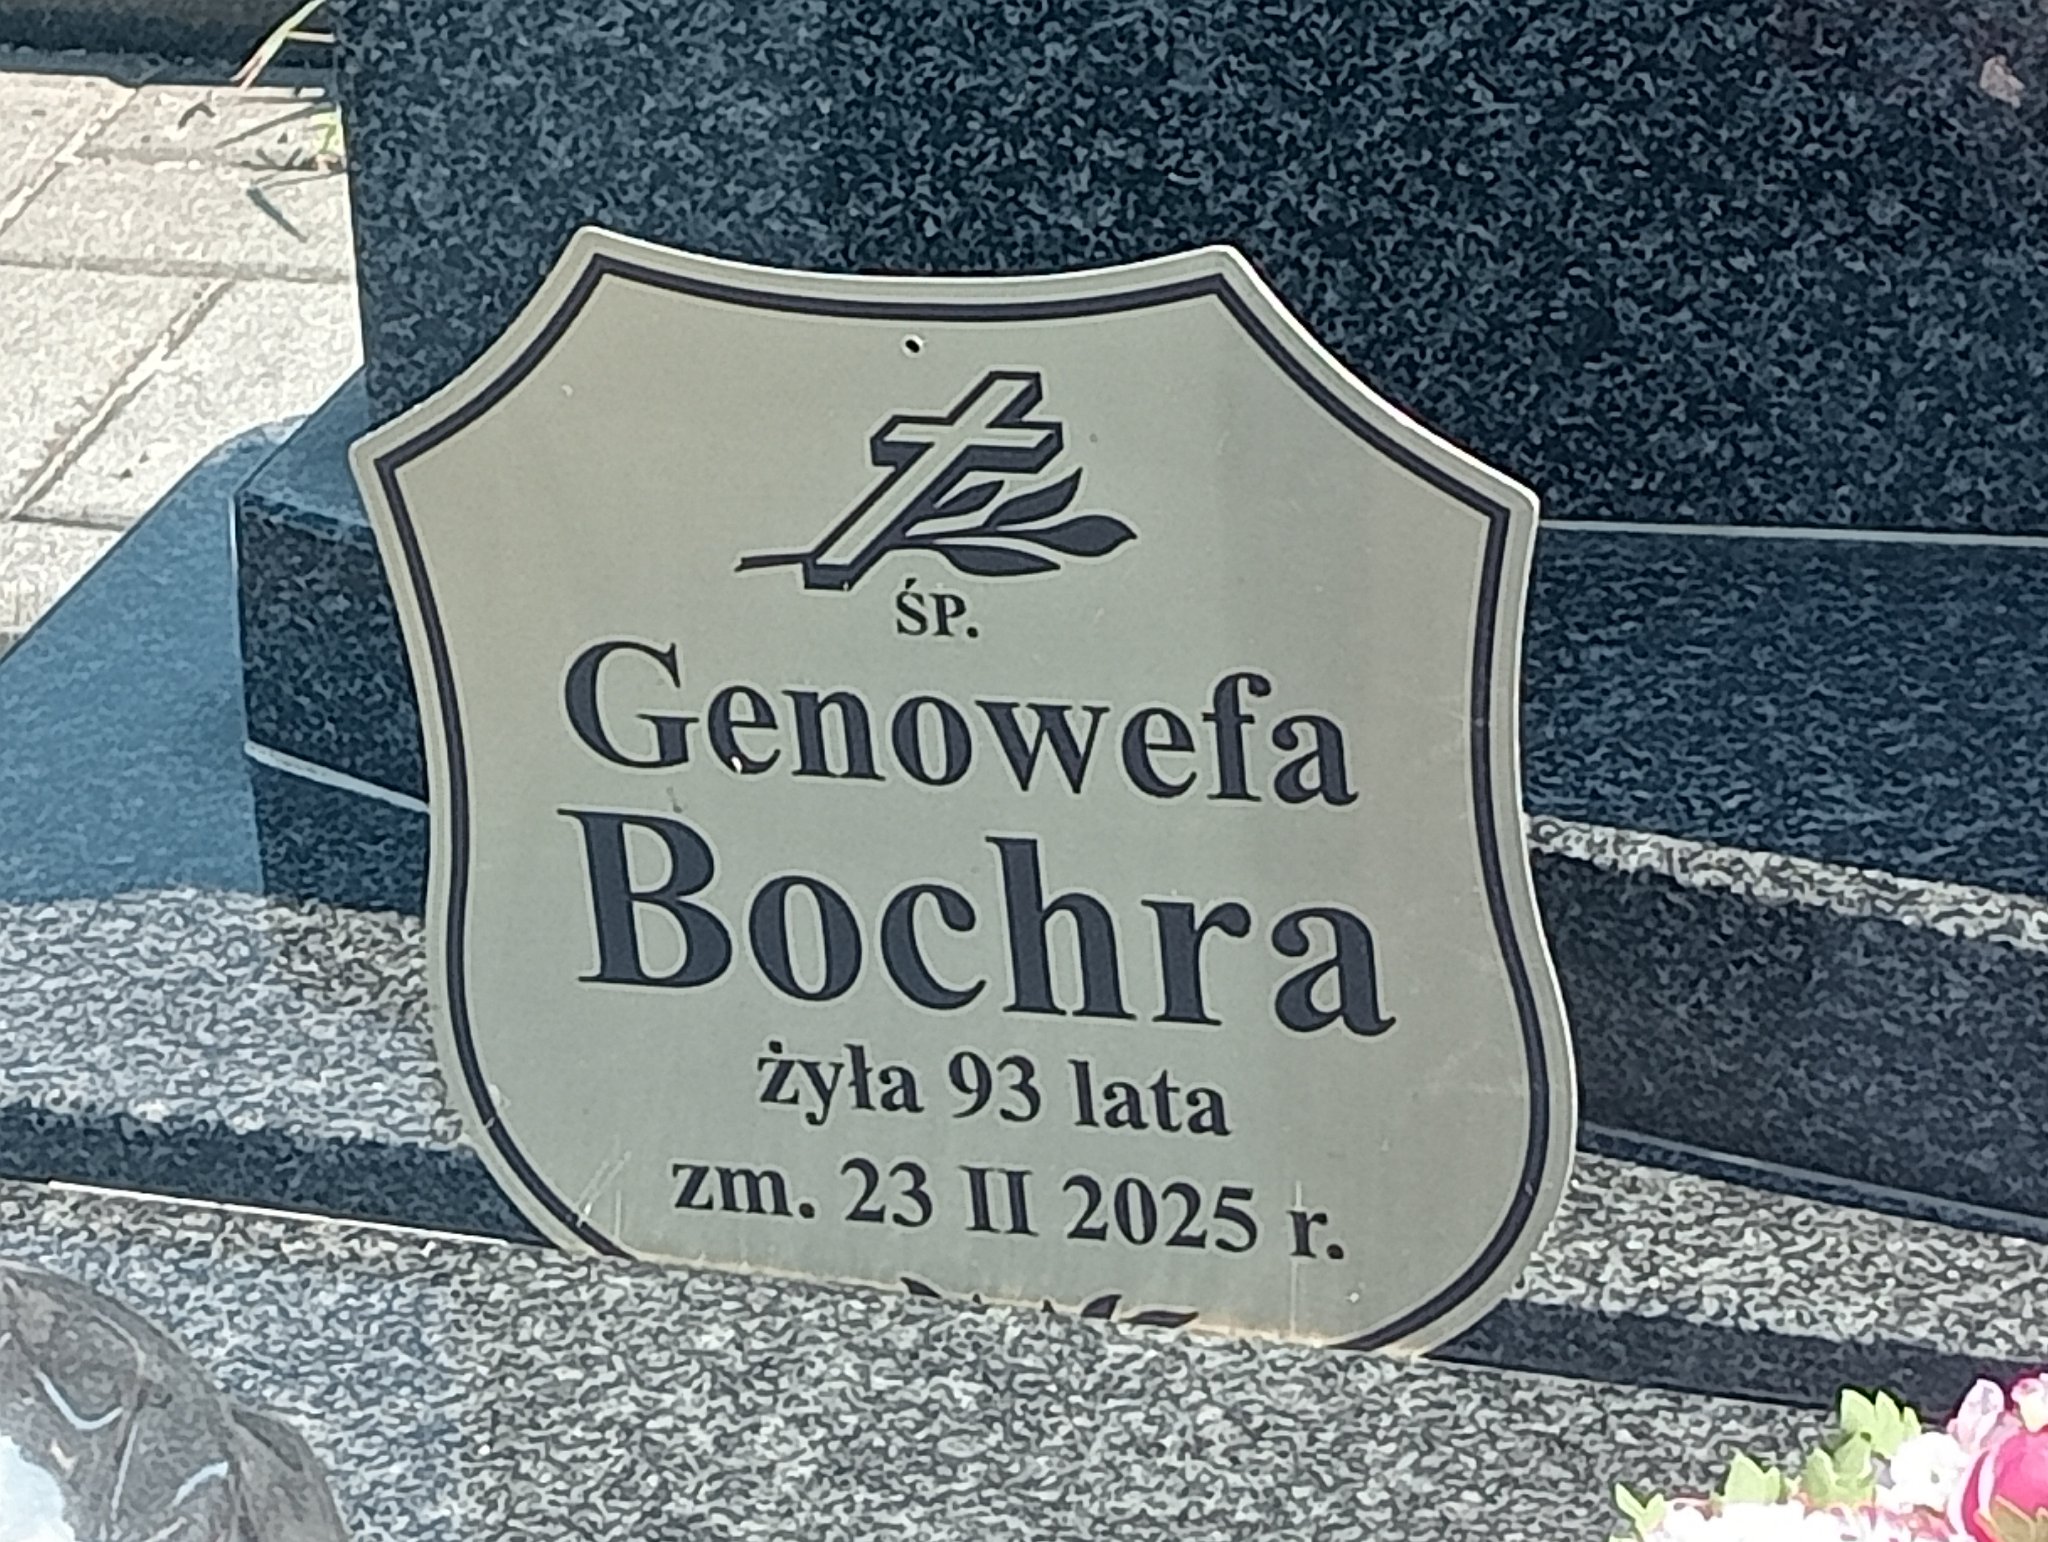 ŚP.
Genowefa
Bochra
żyła 93 lata
zm. 23 II 2025 r.